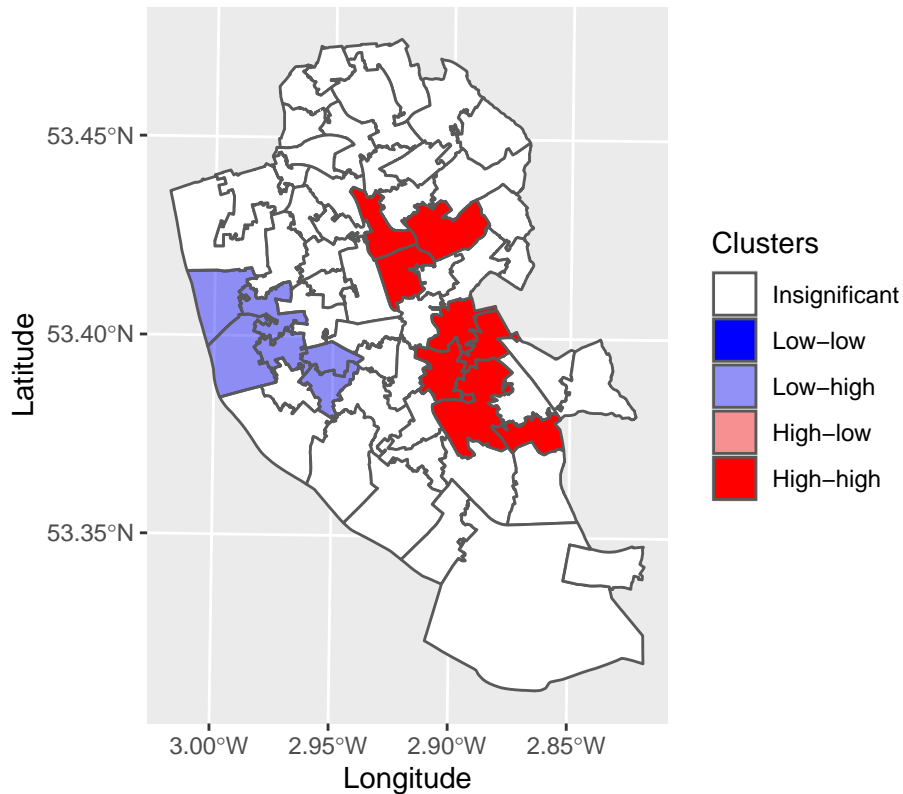 53.45°N
53.40°N
53.35°N
Latitude
3.00°W 2.95°W 2.90°W 2.85°W
Longitude
Clusters
Insignificant
Low−low
Low−high
High−low
High−high